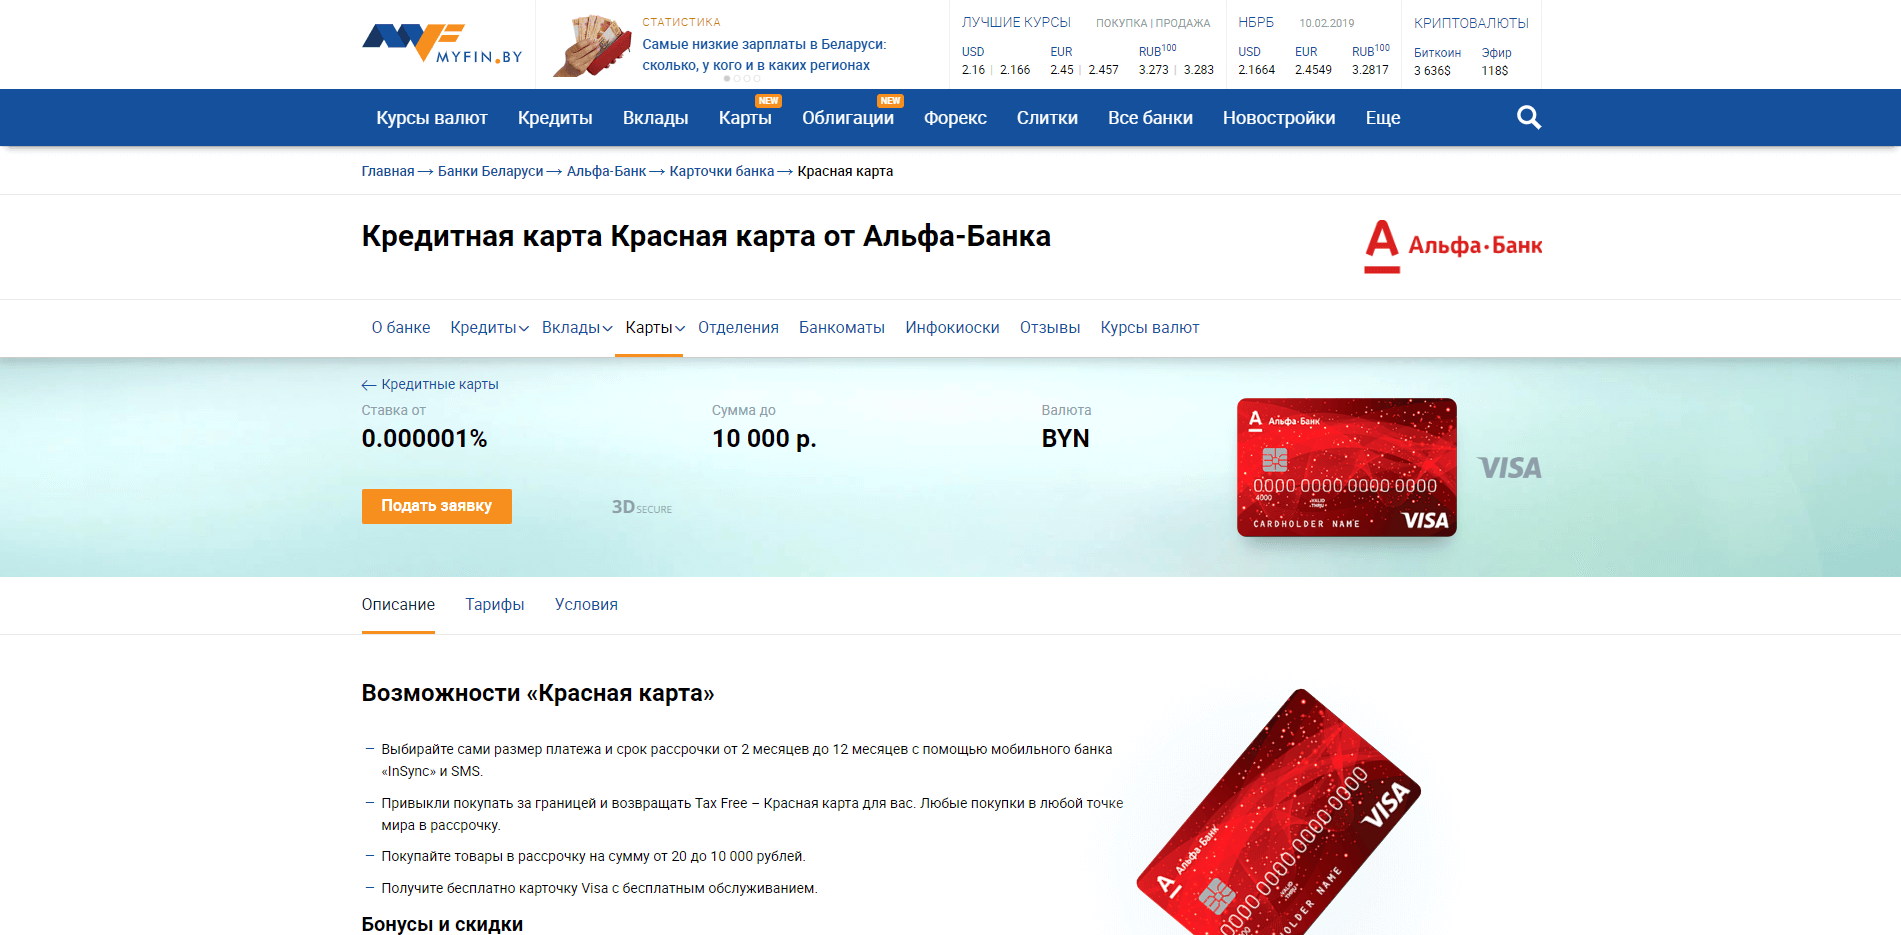 MYFIN.BY
СТАТИСТИКА
Самые низкие зарплаты в Беларуси:
сколько, у кого и в каких регионах
ЛУЧШИЕ КУРСЫ ПОКУПКА | ПРОДАЖА
USD EUR RUB100
2.16 | 2.166 2.45 | 2.457 3.273 | 3.283
НБРБ 10.02.2019
USD EUR RUB100
2.1664 2.4549 3.2817
КРИПТОВАЛЮТЫ
Биткоин Эфир
3 636$ 118$
NEW NEW
Курсы валют Кредиты Вклады Карты Облигации Форекс Слитки Все банки Новостройки Еще
Главная → Банки Беларуси → Альфа-Банк → Карточки банка → Красная карта
Кредитная карта Красная карта от Альфа-Банка
Альфа·Банк
О банке Кредиты Вклады Карты Отделения Банкоматы Инфокиоски Отзывы Курсы валют
← Кредитные карты
Ставка от Сумма до Валюта
0.000001% 10 000 р. BYN
Подать заявку 3D SECURE
Альфа·Банк
0000 0000 0000 0000
4000
VALID
THRU
CARDHOLDER NAME VISA
VISA
Описание Тарифы Условия
Возможности «Красная карта»
– Выбирайте сами размер платежа и срок рассрочки от 2 месяцев до 12 месяцев с помощью мобильного банка
«InSync» и SMS.
– Привыкли покупать за границей и возвращать Tax Free – Красная карта для вас. Любые покупки в любой точке
мира в рассрочку.
– Покупайте товары в рассрочку на сумму от 20 до 10 000 рублей.
– Получите бесплатно карточку Visa с бесплатным обслуживанием.
Бонусы и скидки
Альфа·Банк
0000 0000 0000 0000
VALID
THRU
HOLDER NAME
VISA